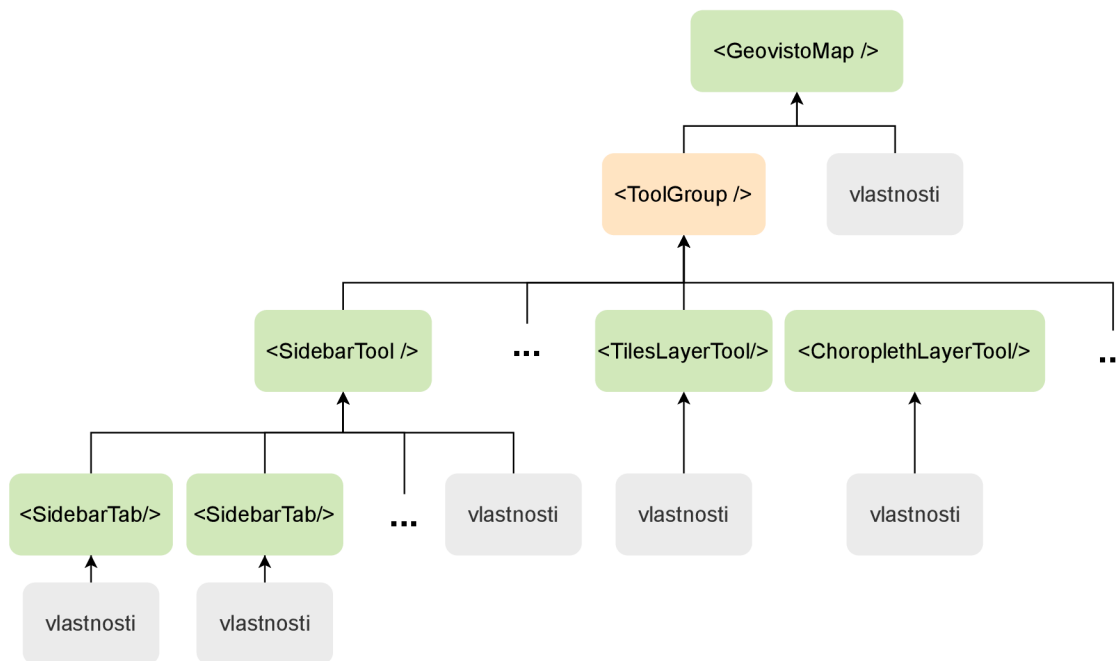 <GeovistoMap />
<ToolGroup />
vlastnosti
<SidebarTool />
...
<TilesLayerTool/>
<ChoroplethLayerTool/>
..
<SidebarTab/>
<SidebarTab/>
...
vlastnosti
vlastnosti
vlastnosti
vlastnosti
vlastnosti